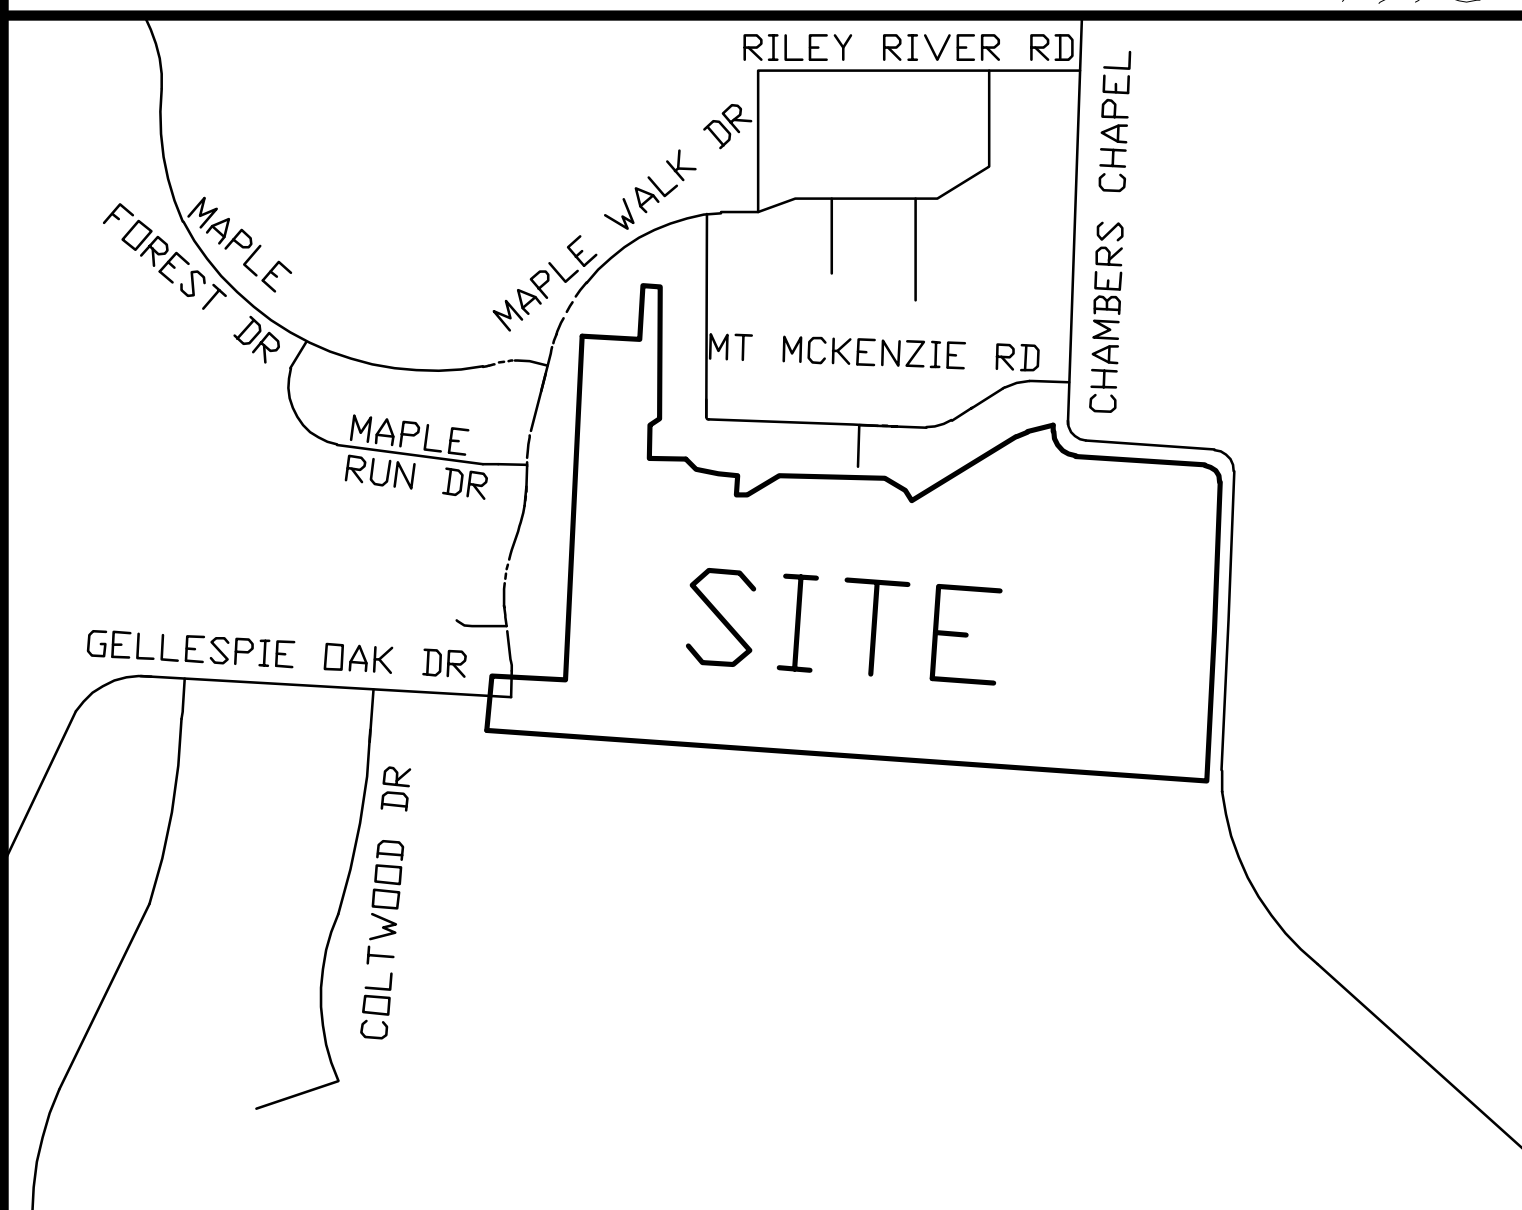 RILEY RIVER RD
CHAMBERS CHAPEL
MAPLE WALK DR
MAPLE
FOREST DR
MT MCKENZIE RD
MAPLE
RUN DR
SITE
GELLESPIE OAK DR
COLTWOOD DR